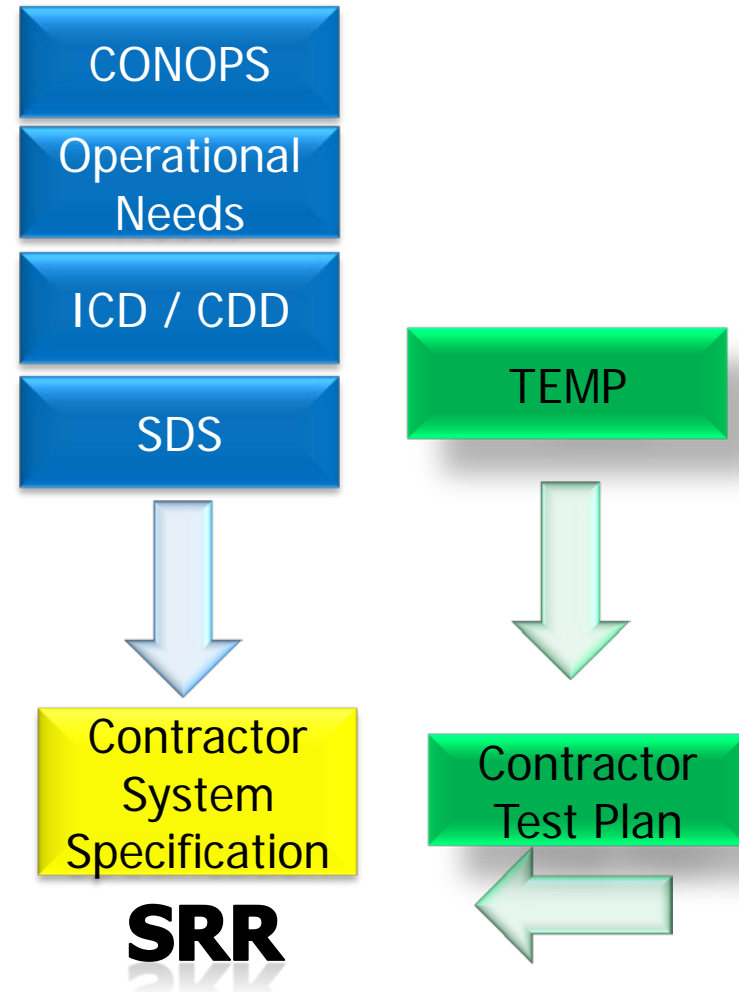 CONOPS
Operational
Needs
ICD / CDD
SDS
TEMP
Contractor
System
Specification
Contractor
Test Plan
SRR